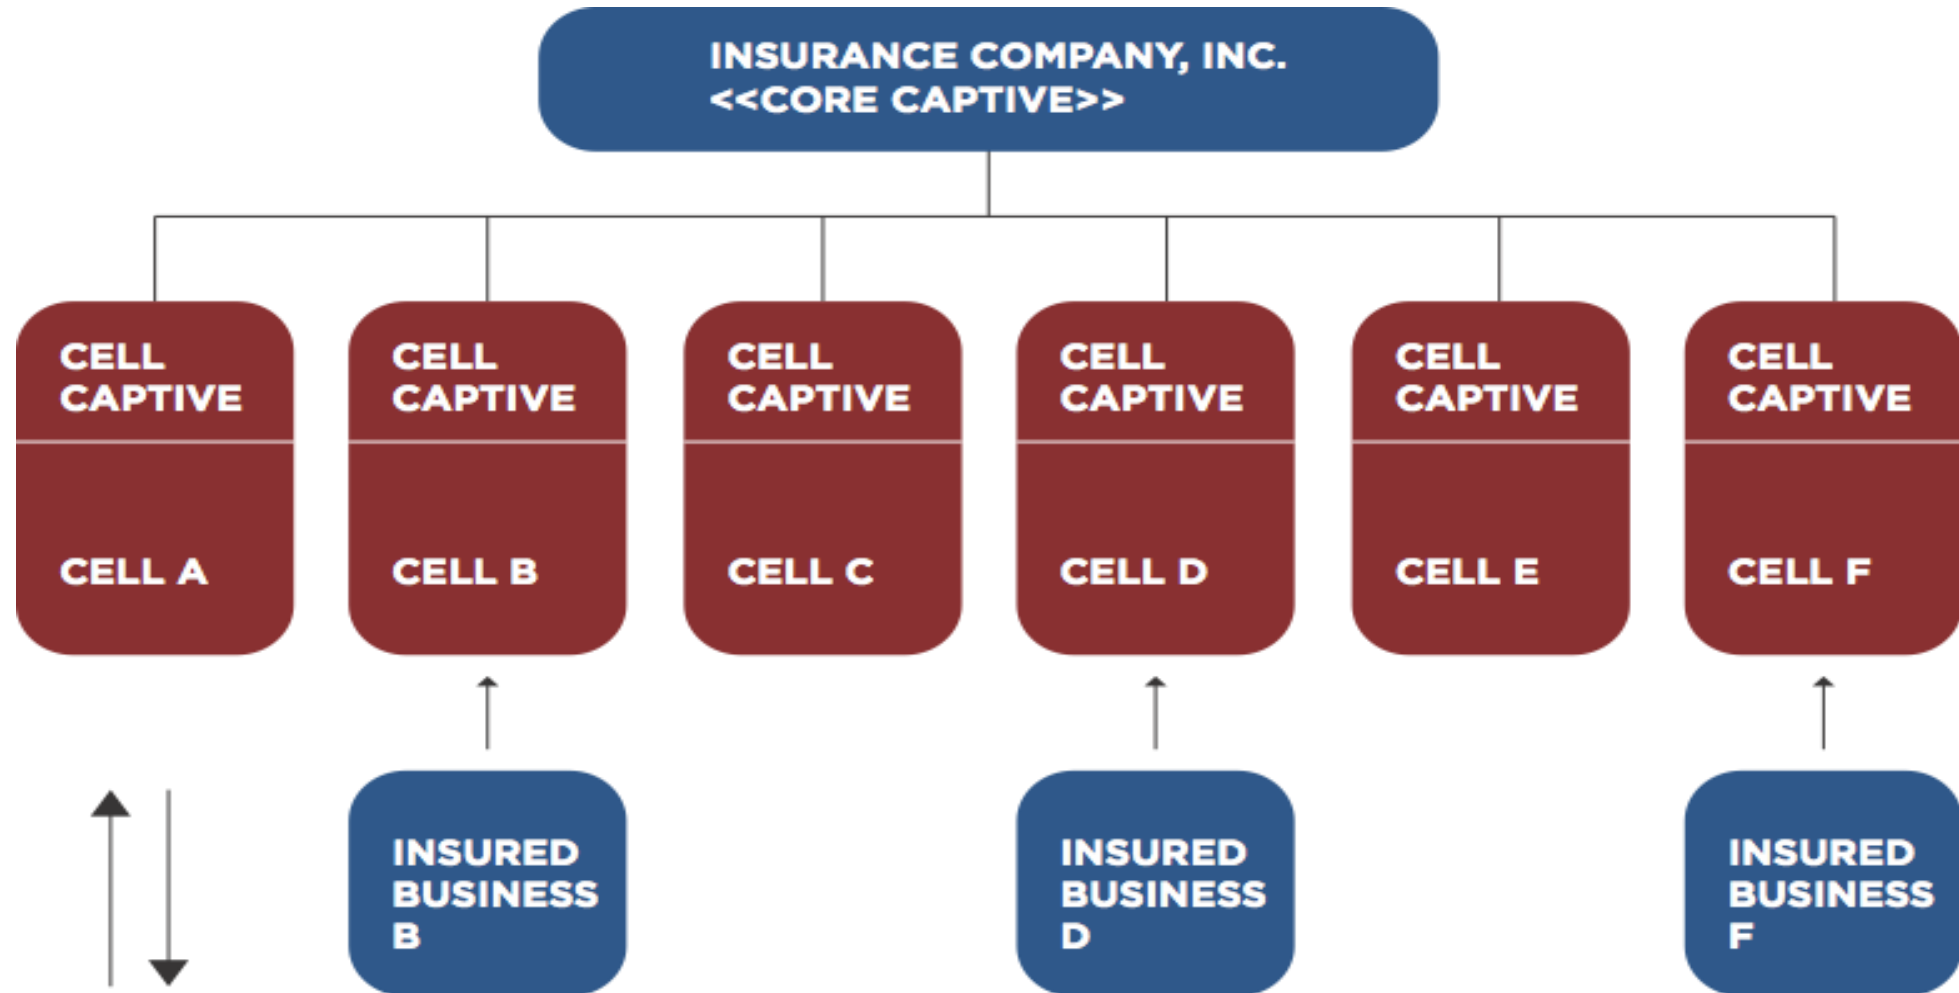 INSURANCE COMPANY, INC.
<<CORE CAPTIVE>>
CELL
CAPTIVE
CELL A
CELL
CAPTIVE
CELL B
CELL
CAPTIVE
CELL C
CELL
CAPTIVE
CELL D
CELL
CAPTIVE
CELL E
CELL
CAPTIVE
CELL F
INSURED
BUSINESS
B
INSURED
BUSINESS
D
INSURED
BUSINESS
F